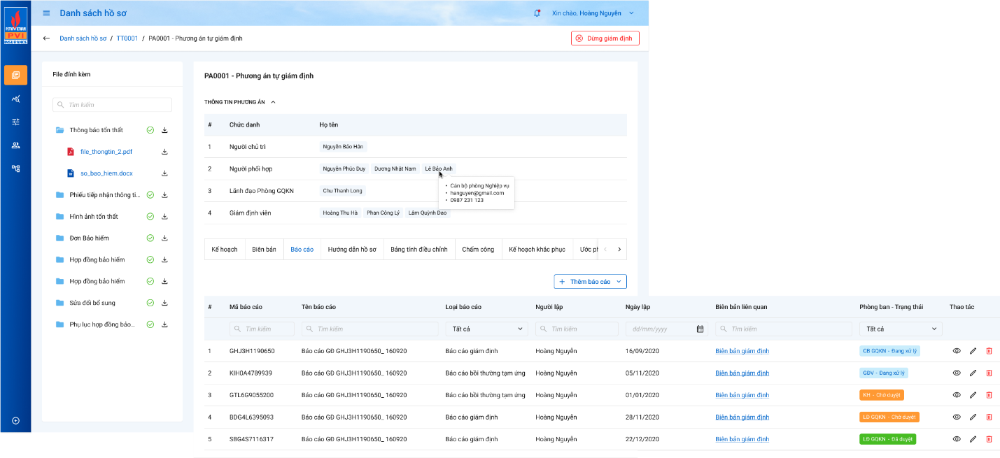 PETROVIETNAM
PVI
INSURANCE
Danh sách hồ sơ
Xin chào, Hoàng Nguyễn
Danh sách hồ sơ / TT0001 / PA0001 - Phương án tự giám định
Dừng giám định
File đính kèm
Tìm kiếm
Thông báo tổn thất
file_thongtin_2.pdf
so_bao_hiem.docx
Phiếu tiếp nhận thông ti...
Hình ảnh tổn thất
Đơn Bảo hiểm
Hợp đồng bảo hiểm
Hợp đồng bảo hiểm
Sửa đổi bổ sung
Phụ lục hợp đồng bảo...
PA0001 - Phương án tự giám định
THÔNG TIN PHƯƠNG ÁN
# Chức danh Họ tên
1 Người chủ trì Nguyễn Bảo Hân
2 Người phối hợp Nguyễn Phúc Duy Dương Nhật Nam Lê Bảo Anh
• Cán bộ phòng Nghiệp vụ
• hanguyen@gmail.com
• 0987 231 123
3 Lãnh đạo Phòng GQKN Chu Thanh Long
4 Giám định viên Hoàng Thu Hà Phan Công Lý Lâm Quỳnh Dao
Kế hoạch Biên bản Báo cáo Hướng dẫn hồ sơ Bảng tính điều chỉnh Chấm công Kế hoạch khắc phục Ước ph
+ Thêm báo cáo
# Mã báo cáo Tên báo cáo Loại báo cáo Người lập Ngày lập Biên bản liên quan Phòng ban - Trạng thái Thao tác
Tìm kiếm Tìm kiếm Tất cả Tìm kiếm dd/mm/yyyy Tìm kiếm Tất cả
1 GHJ3H1190650 Báo cáo GĐ GHJ3H1190650_ 160920 Báo cáo giám định Hoàng Nguyễn 16/09/2020 Biên bản giám định CB GQKN - Đang xử lý
2 KIH0A4789939 Báo cáo GĐ GHJ3H1190650_ 160920 Báo cáo bồi thường tạm ứng Hoàng Nguyễn 05/11/2020 Biên bản giám định GĐV - Đang xử lý
3 GTL6G9055200 Báo cáo GĐ GHJ3H1190650_ 160920 Báo cáo bồi thường tạm ứng Hoàng Nguyễn 01/01/2020 Biên bản giám định KH - Chờ duyệt
4 BDG4L6395093 Báo cáo GĐ GHJ3H1190650_ 160920 Báo cáo giám định Hoàng Nguyễn 28/11/2020 Biên bản giám định LĐ GQKN - Chờ duyệt
5 SBG4S7116317 Báo cáo GĐ GHJ3H1190650_ 160920 Báo cáo giám định Hoàng Nguyễn 22/12/2020 Biên bản giám định LĐ GQKN - Đã duyệt